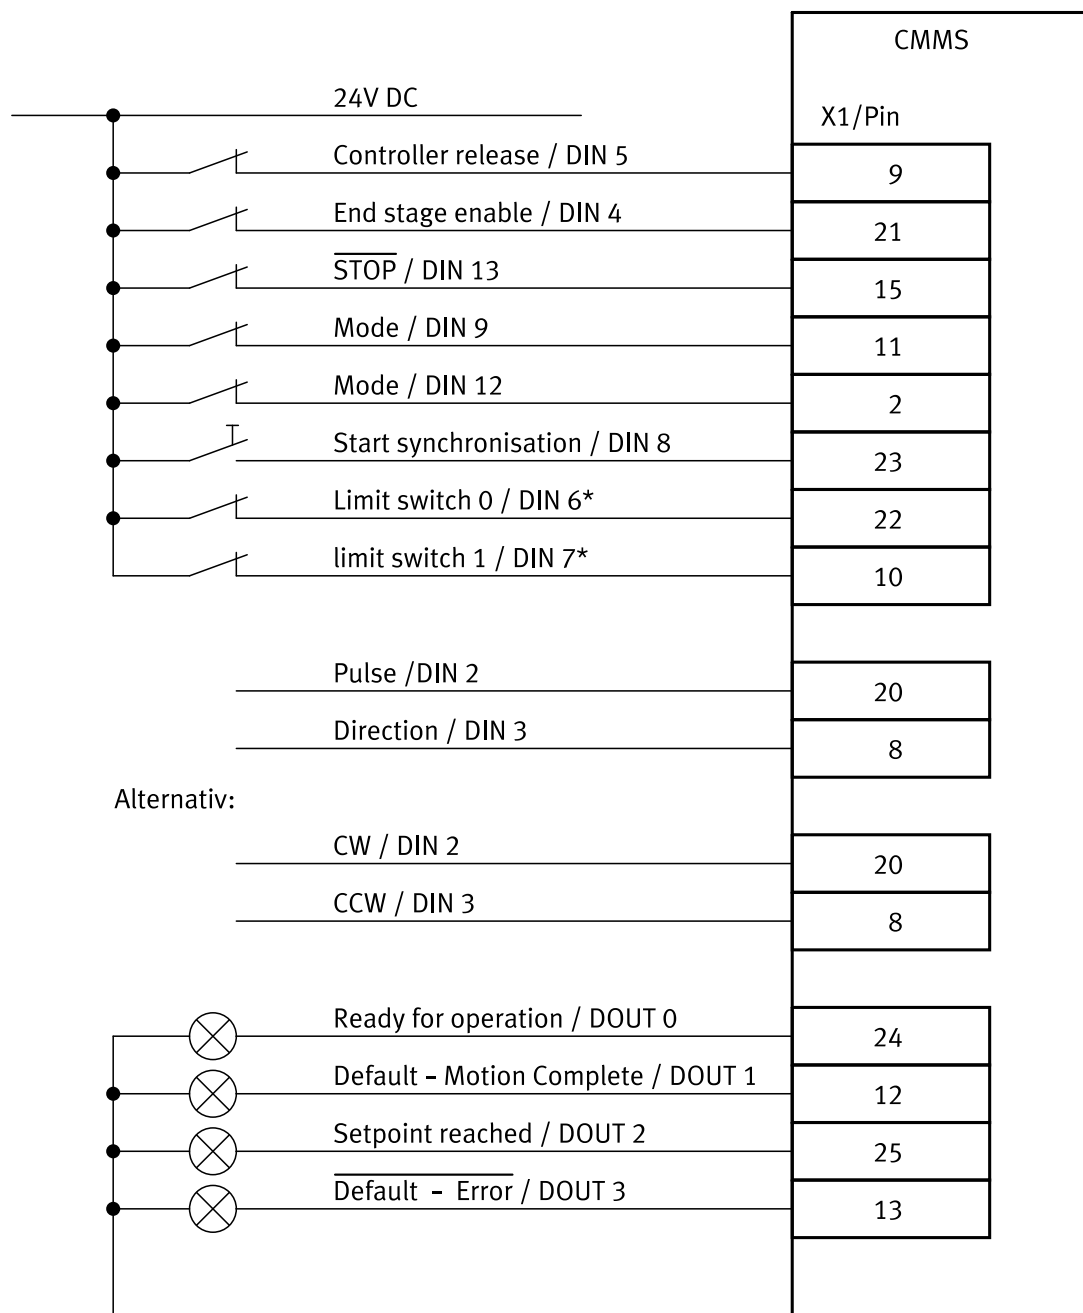 CMMS
24V DC
X1/Pin
Controller release / DIN 5
9
End stage enable / DIN 4
21
STOP / DIN 13
15
Mode / DIN 9
11
Mode / DIN 12
2
Start synchronisation / DIN 8
23
Limit switch 0 / DIN 6*
22
limit switch 1 / DIN 7*
10
Pulse /DIN 2
20
Direction / DIN 3
8
Alternativ:
CW / DIN 2
20
CCW / DIN 3
8
Ready for operation / DOUT 0
24
Default – Motion Complete / DOUT 1
12
Setpoint reached / DOUT 2
25
Default – Error / DOUT 3
13